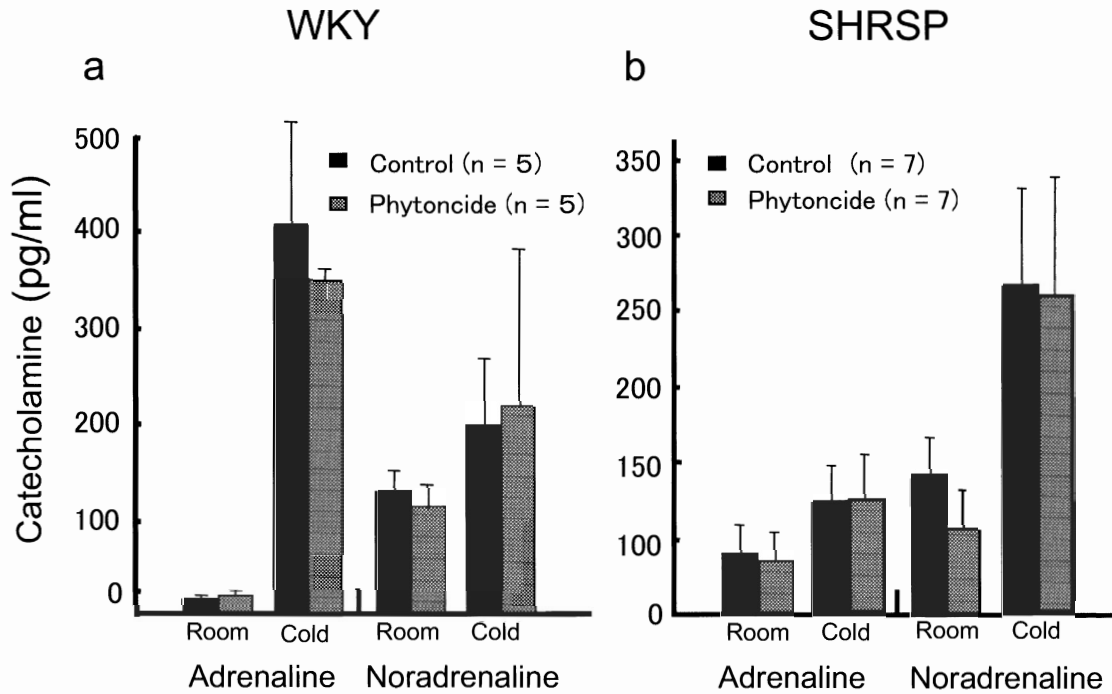 WKY
SHRSP
a
b
Catecholamine (pg/ml)
500
400
300
200
100
0
Control (n = 5)
Phytoncide (n = 5)
Room
Cold
Room
Cold
Adrenaline
Noradrenaline
350
300
250
200
150
100
0
Control (n = 7)
Phytoncide (n = 7)
Room
Cold
Room
Cold
Adrenaline
Noradrenaline